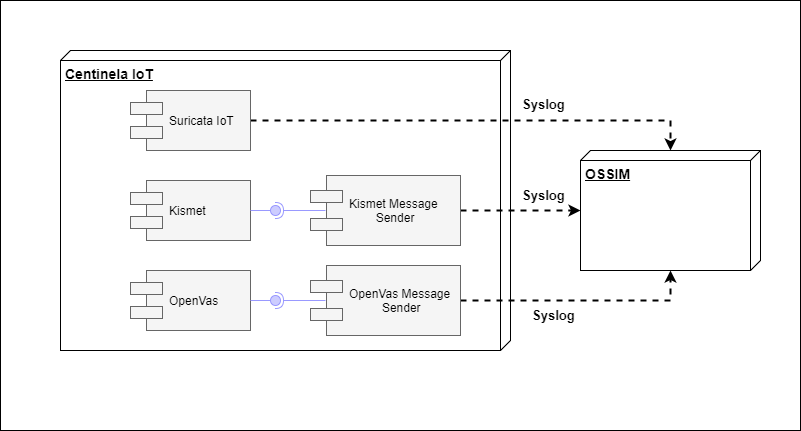 Centinela IoT
Suricata IoT
Syslog
OSSIM
Kismet
Kismet Message
Sender
Syslog
OpenVas
OpenVas Message
Sender
Syslog